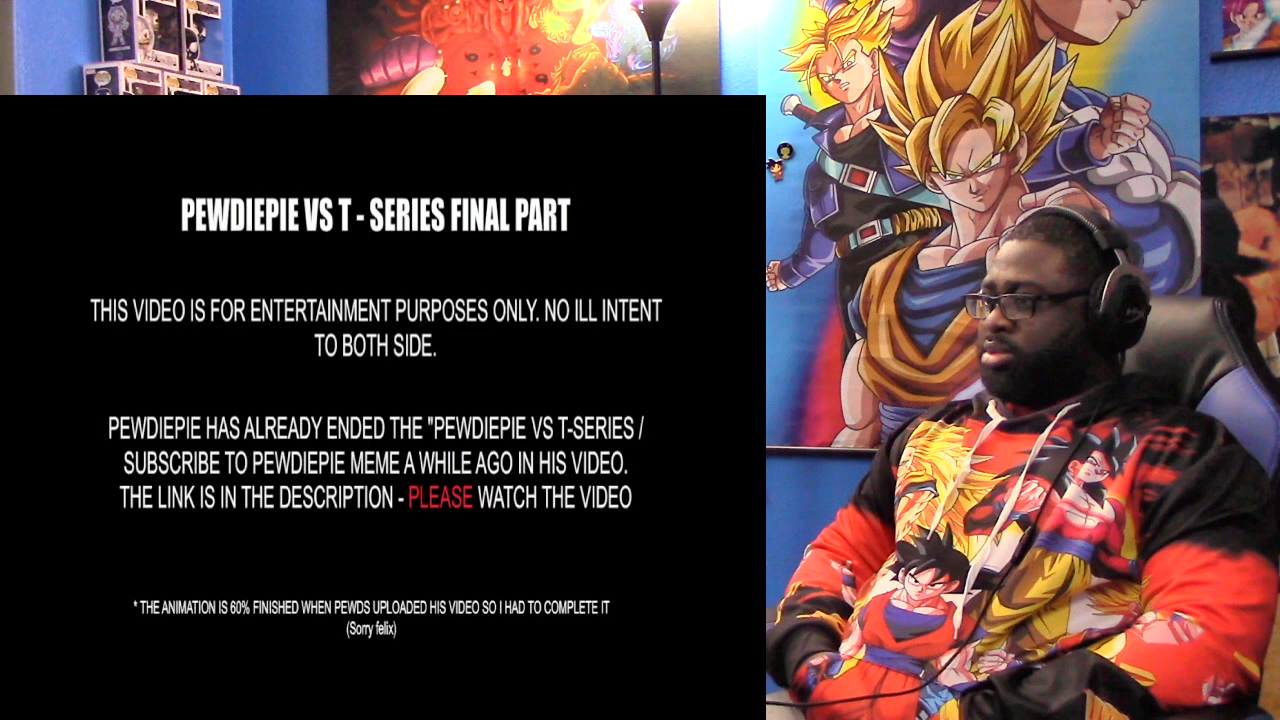 PEWDIEPIE VS T - SERIES FINAL PART
THIS VIDEO IS FOR ENTERTAINMENT PURPOSES ONLY. NO ILL INTENT
TO BOTH SIDE.
PEWDIEPIE HAS ALREADY ENDED THE "PEWDIEPIE VS T-SERIES /
SUBSCRIBE TO PEWDIEPIE MEME A WHILE AGO IN HIS VIDEO.
THE LINK IS IN THE DESCRIPTION - PLEASE WATCH THE VIDEO
* THE ANIMATION IS 60% FINISHED WHEN PEWDS UPLOADED HIS VIDEO SO I HAD TO COMPLETE IT
(Sorry felix)